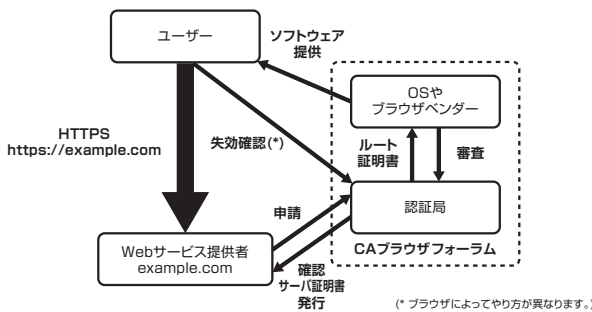 ユーザー
ソフトウェア
提供
OSや
ブラウザベンダー
HTTPS
https://example.com
失効確認(*)
ルート
証明書
審査
申請
認証局
Webサービス提供者
example.com
CAブラウザフォーラム
確認
サーバ証明書
発行
(* ブラウザによってやり方が異なります。)